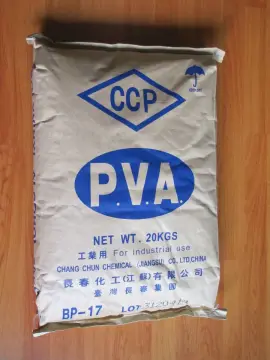 CCP
P.V.A.
NET WT. 20KGS
工業用 For industrial use
CHANG CHUN CHEMICAL (JIANGSU) CO., LTD, CHINA
長春化工(江蘇)有限公司
臺灣長春集團
BP-17 LOT